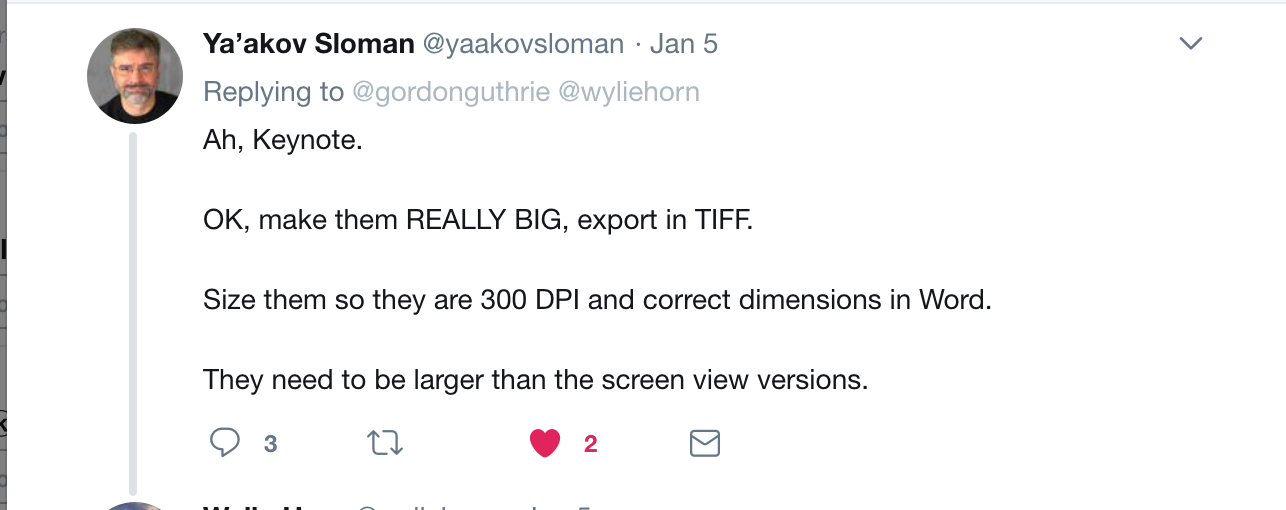 Ya’akov Sloman @yaakovsloman · Jan 5
Replying to @gordonguthrie @wyliehorn
Ah, Keynote.
OK, make them REALLY BIG, export in TIFF.
Size them so they are 300 DPI and correct dimensions in Word.
They need to be larger than the screen view versions.
3 2